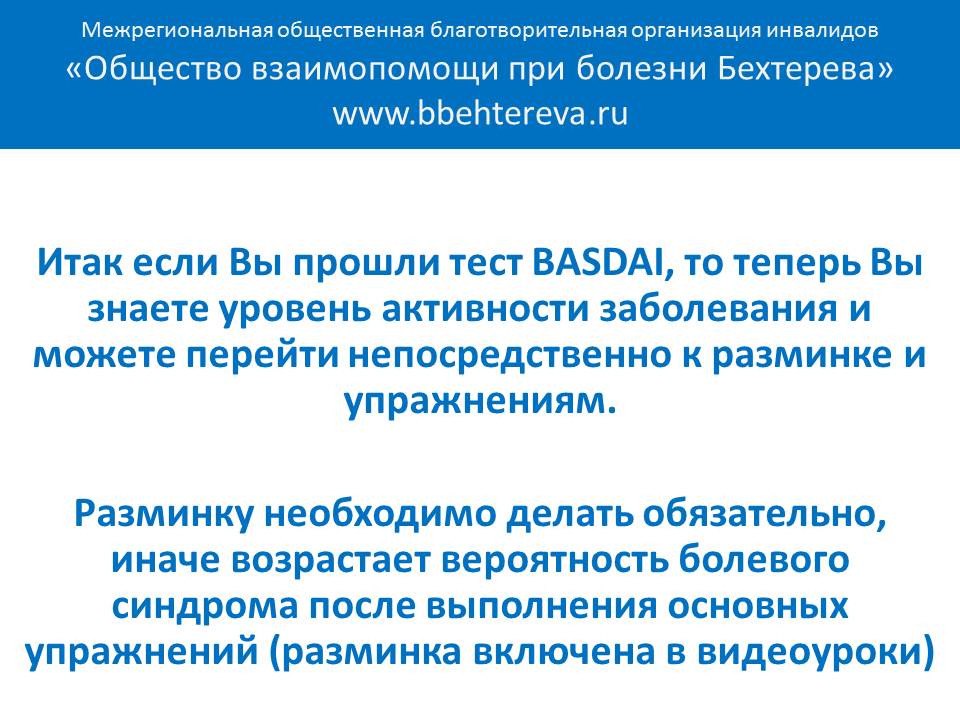 Межрегиональная общественная благотворительная организация инвалидов
«Общество взаимопомощи при болезни Бехтерева»
www.bbehtereva.ru
Итак если Вы прошли тест BASDAI, то теперь Вы
знаете уровень активности заболевания и
можете перейти непосредственно к разминке и
упражнениям.
Разминку необходимо делать обязательно,
иначе возрастает вероятность болевого
синдрома после выполнения основных
упражнений (разминка включена в видеоуроки)